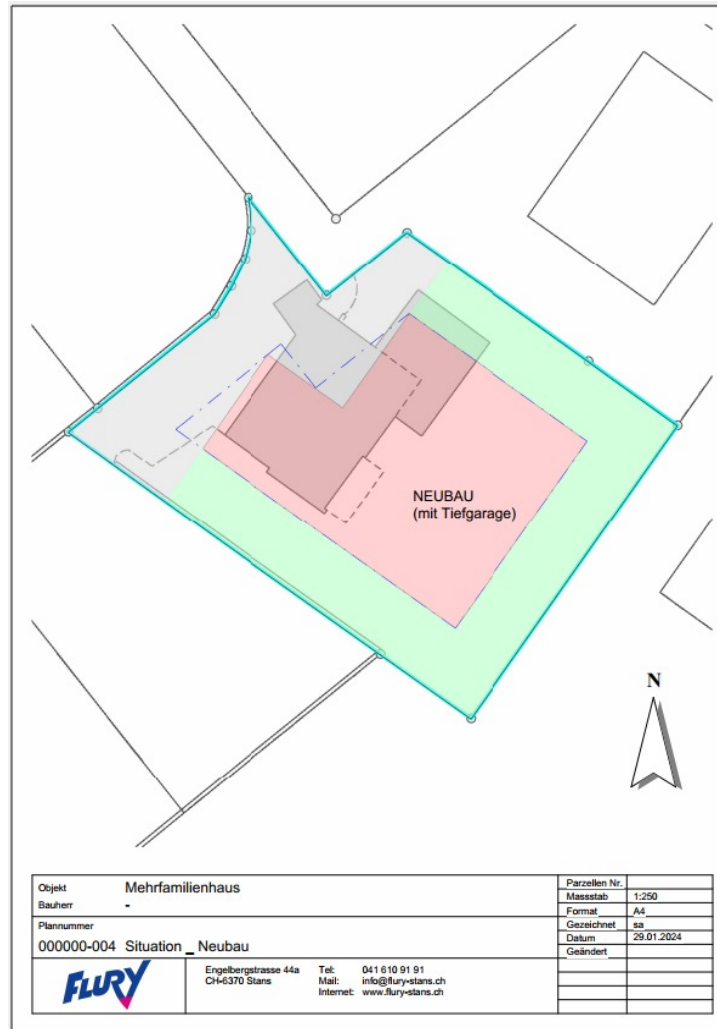 NEUBAU
(mit Tiefgarage)
N
Objekt Mehrfamilienhaus
Bauherr -
Plannummer
000000-004 Situation _ Neubau
Parzellen Nr.
Massstab 1:250
Format A4
Gezeichnet sa
Datum 29.01.2024
Geändert
FLURY
Engelbergstrasse 44a
CH-6370 Stans
Tel: 041 610 91 91
Mail: info@flury-stans.ch
Internet: www.flury-stans.ch